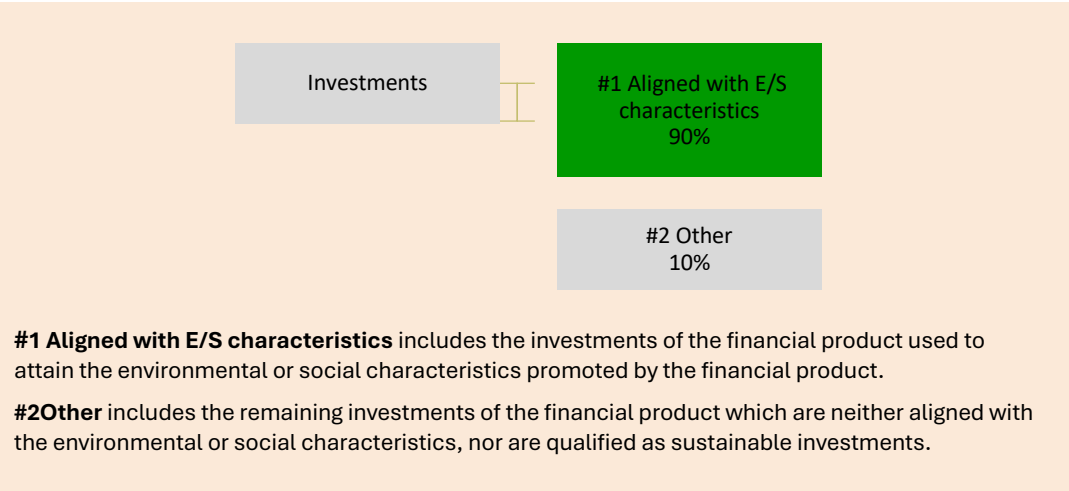 Investments
#1 Aligned with E/S
characteristics
90%
#2 Other
10%
#1 Aligned with E/S characteristics includes the investments of the financial product used to
attain the environmental or social characteristics promoted by the financial product.
#2Other includes the remaining investments of the financial product which are neither aligned with
the environmental or social characteristics, nor are qualified as sustainable investments.